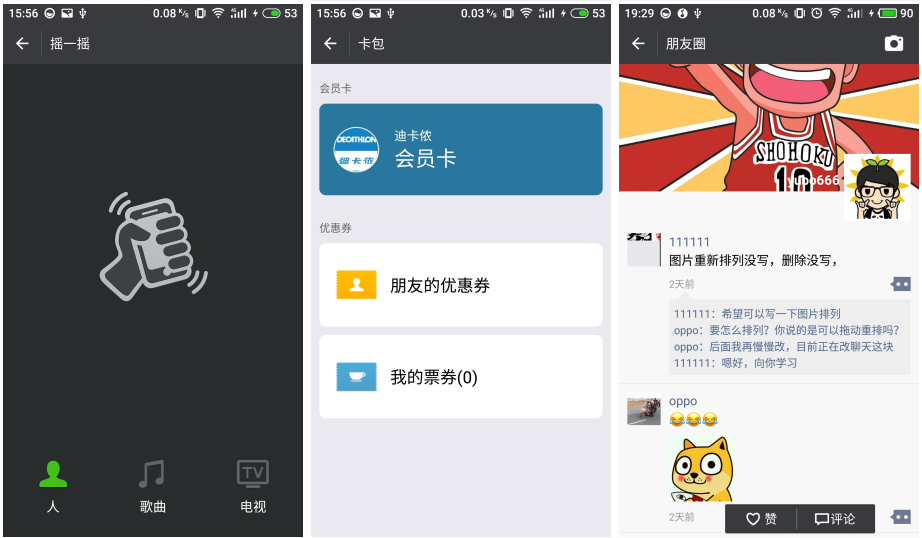 15:56 0.08 K/s 4G 53
摇一摇
人 歌曲 TV 电视
15:56 0.03 K/s 4G 53
卡包
会员卡
DECATHLON
迪卡侬
迪卡侬
会员卡
优惠券
朋友的优惠券
我的票券(0)
19:29 0.08 K/s 4G 90
朋友圈
SHOHOKU
10
yubo666
111111
图片重新排列没写，删除没写，
2天前
111111：希望可以写一下图片排列
oppo：要怎么排列？你说的是可以拖动重排吗？
oppo：后面我再慢慢改，目前正在改聊天这块
111111：嗯好，向你学习
oppo
😂😂😂
2天前
赞 评论